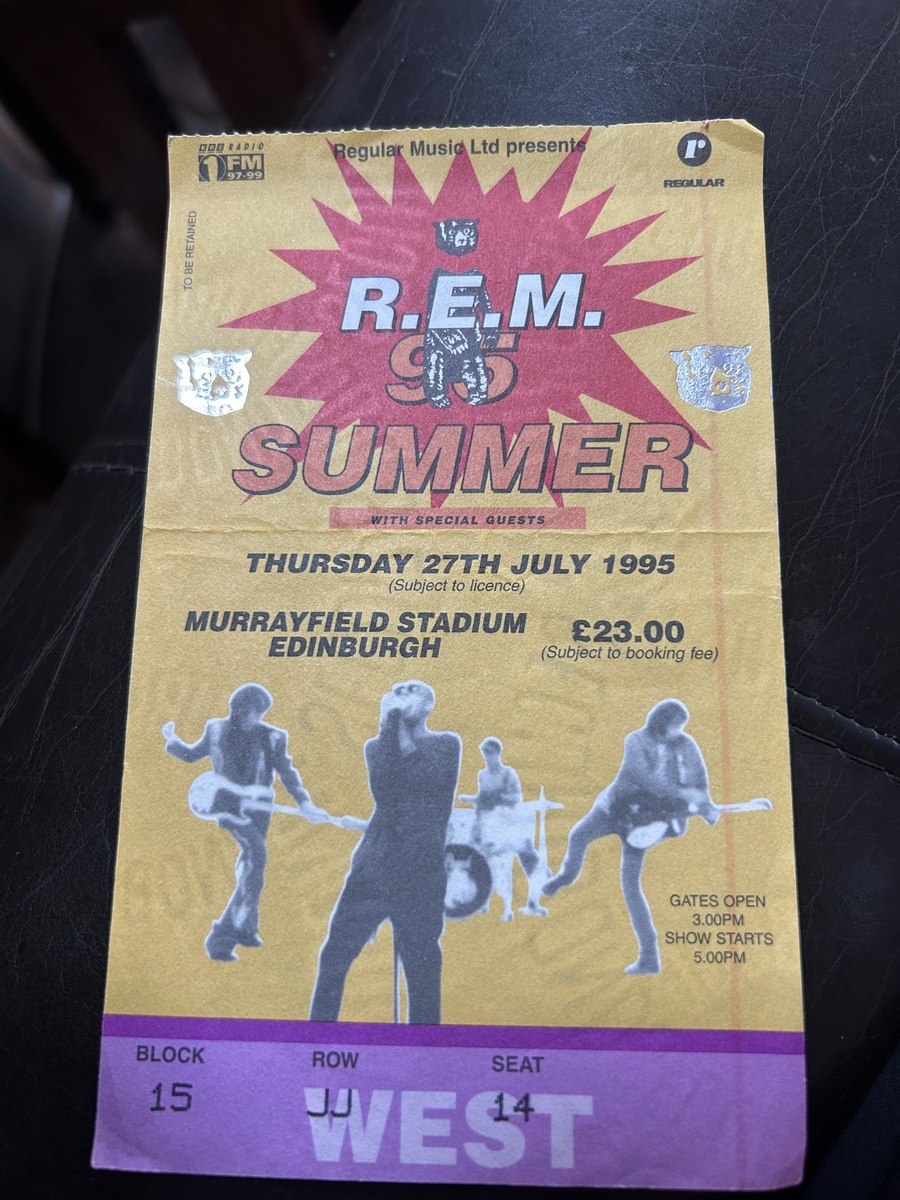 BBC RADIO
1 FM
97-99
Regular Music Ltd presents
r
REGULAR
TO BE RETAINED
R.E.M.
95
SUMMER
WITH SPECIAL GUESTS
THURSDAY 27TH JULY 1995
(Subject to licence)
MURRAYFIELD STADIUM
EDINBURGH
£23.00
(Subject to booking fee)
GATES OPEN
3.00PM
SHOW STARTS
5.00PM
BLOCK ROW SEAT
15 JJ 14
WEST